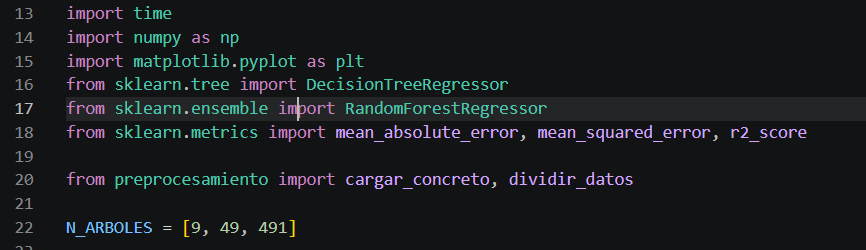 13 import time
14 import numpy as np
15 import matplotlib.pyplot as plt
16 from sklearn.tree import DecisionTreeRegressor
17 from sklearn.ensemble import RandomForestRegressor
18 from sklearn.metrics import mean_absolute_error, mean_squared_error, r2_score
19
20 from preprocesamiento import cargar_concreto, dividir_datos
21
22 N_ARBOLES = [9, 49, 491]